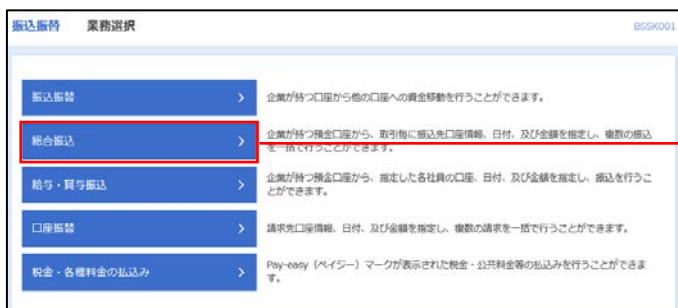 振込振替 業務選択 BSSK001
振込振替 企業が持つ口座から他の口座への資金移動を行うことができます。
総合振込 企業が持つ預金口座から、取引毎に振込先口座情報、日付、及び金額を指定し、複数の振込
を一括で行うことができます。
給与・賞与振込 企業が持つ預金口座から、指定した各社員の口座、日付、及び金額を指定し、振込を行うこ
とができます。
口座振替 請求先口座情報、日付、及び金額を指定し、複数の請求を一括で行うことができます。
税金・各種料金の払込み Pay-easy（ペイジー）マークが表示された税金・公共料金等の払込みを行うことができま
す。